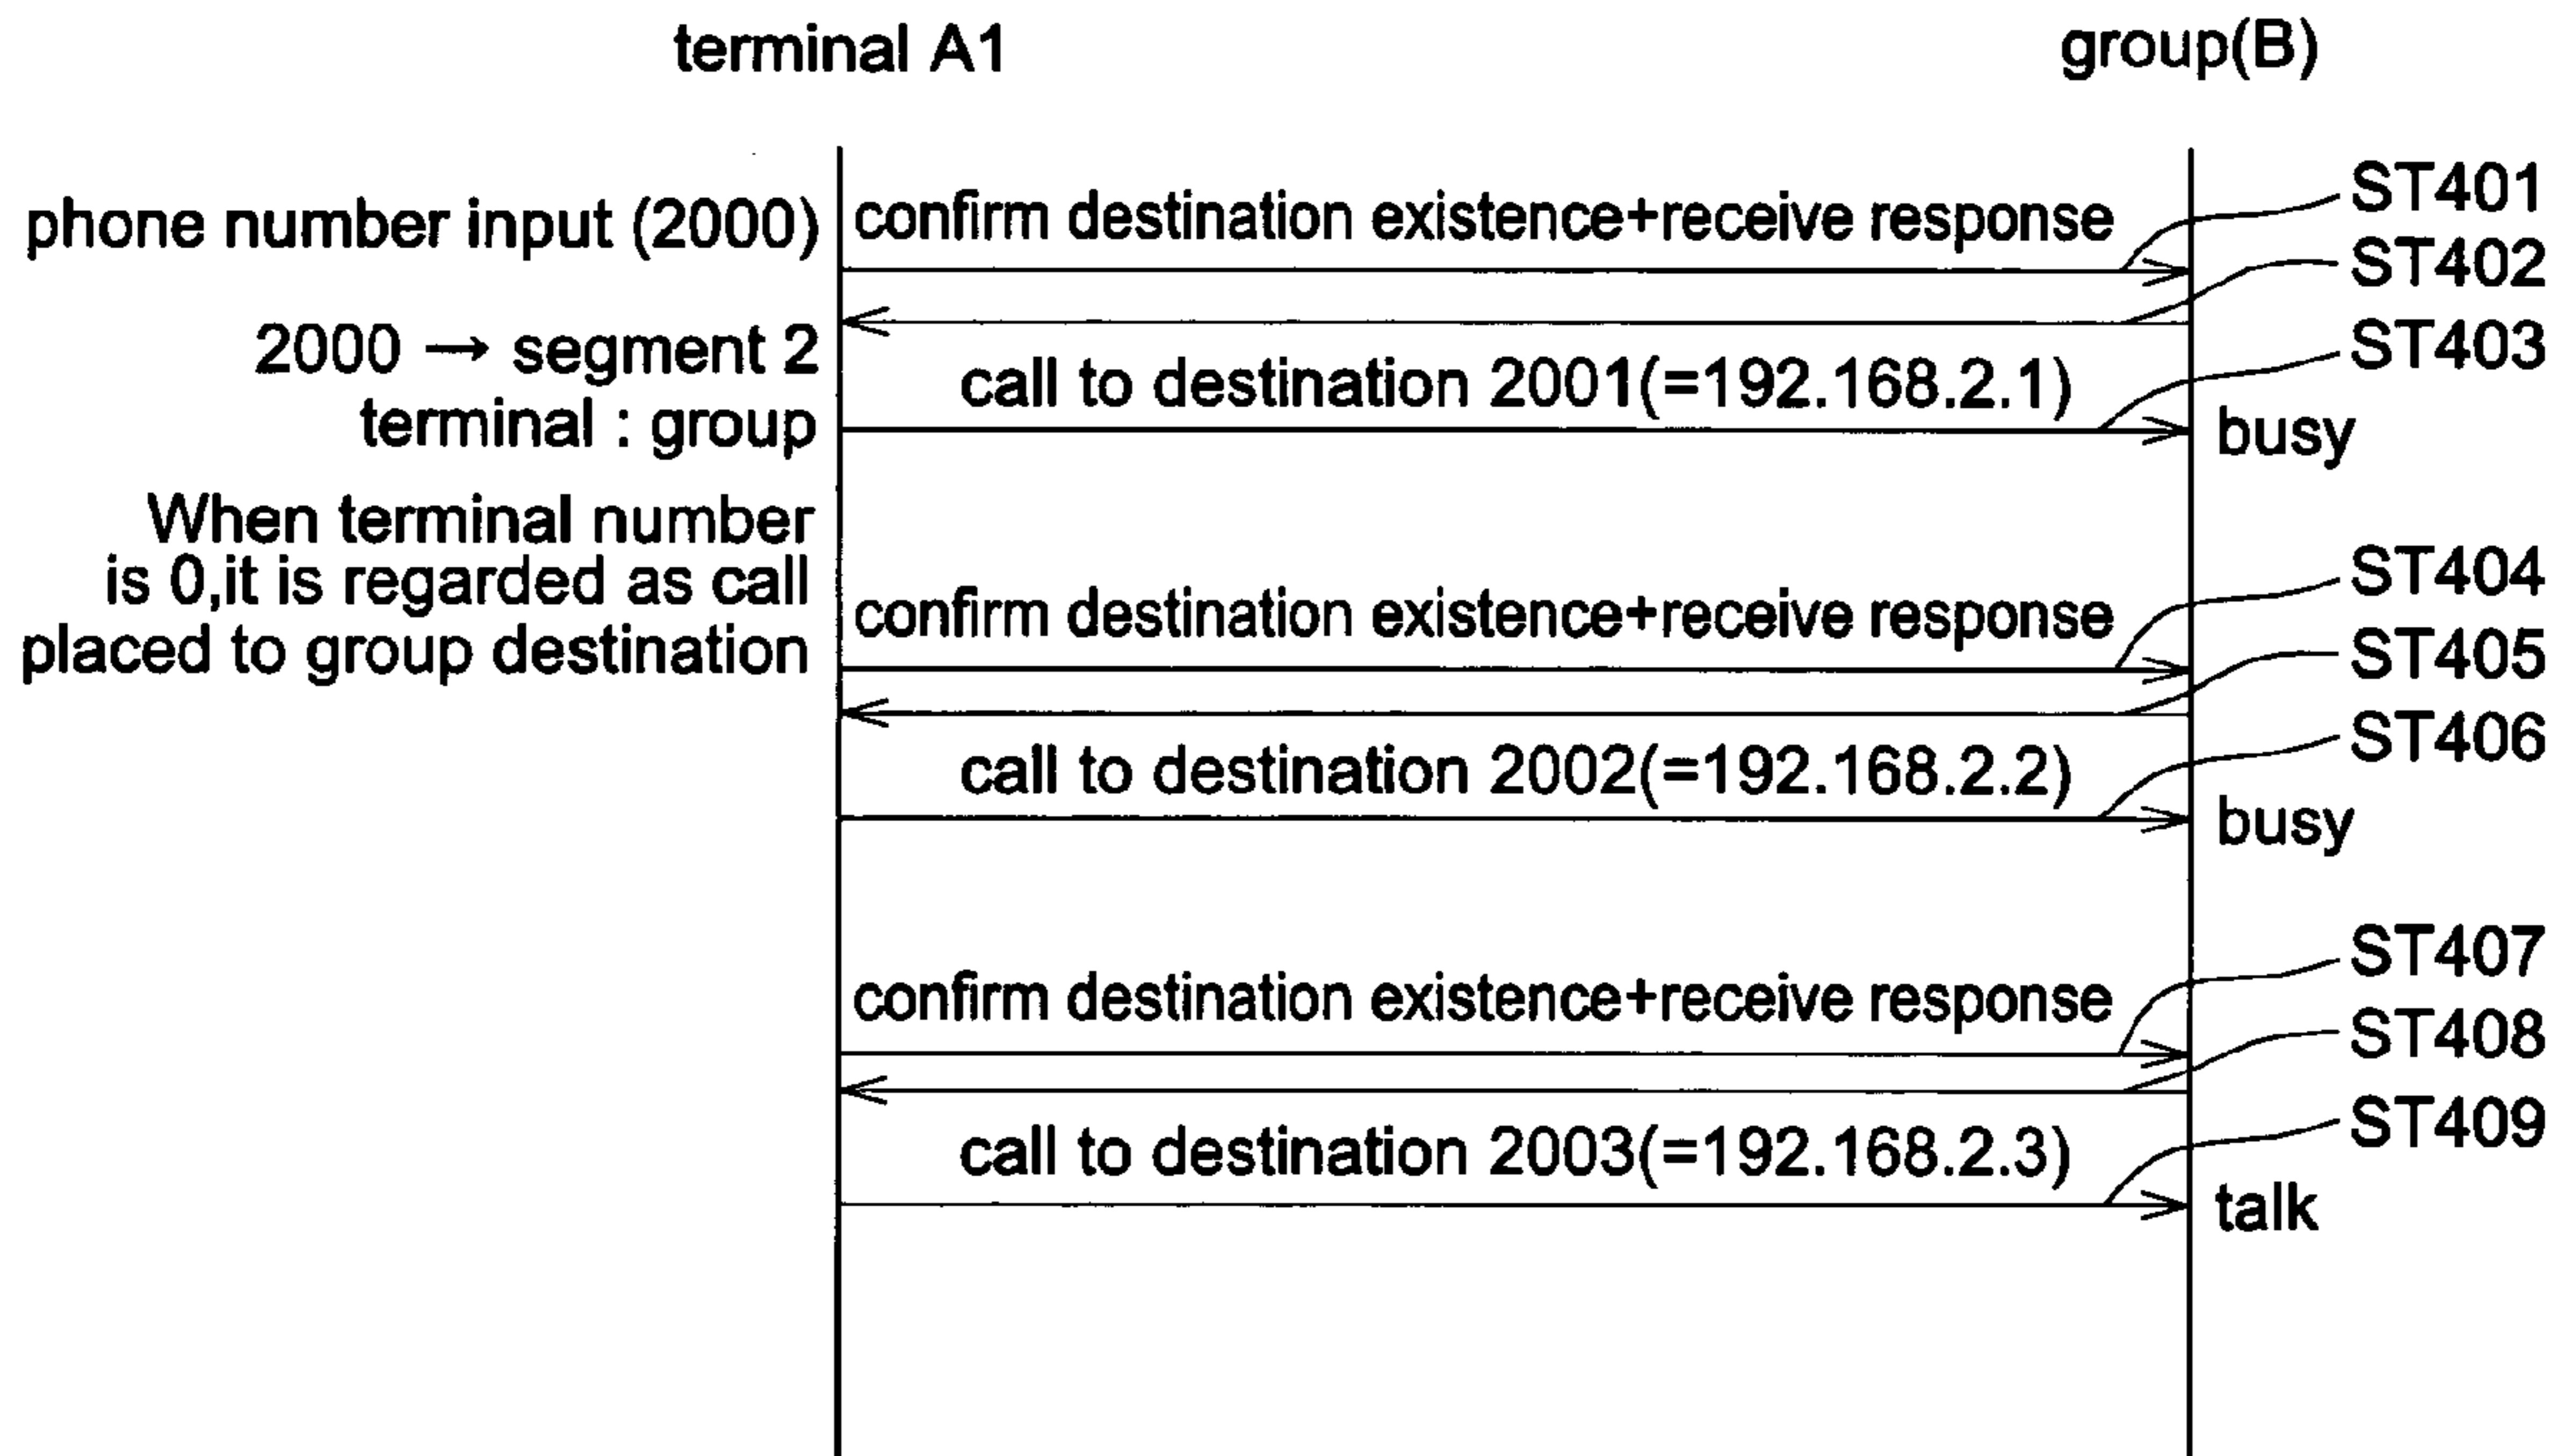 terminal A1
group(B)
phone number input (2000)
confirm destination existence+receive response
ST401
ST402
2000 → segment 2
terminal : group
call to destination 2001(=192.168.2.1)
ST403
busy
When terminal number
is 0,it is regarded as call
placed to group destination
confirm destination existence+receive response
ST404
ST405
call to destination 2002(=192.168.2.2)
ST406
busy
confirm destination existence+receive response
ST407
ST408
call to destination 2003(=192.168.2.3)
ST409
talk